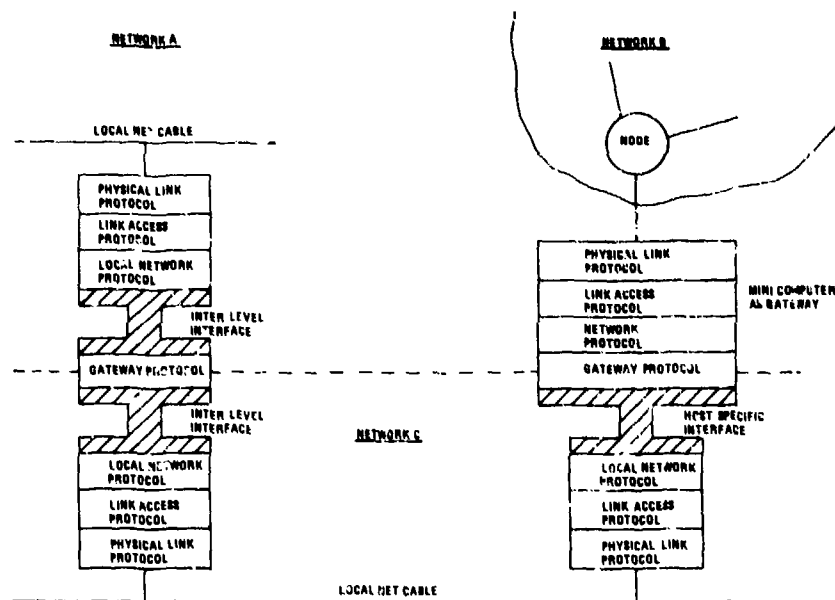 NETWORK A
LOCAL NET CABLE
PHYSICAL LINK
PROTOCOL
LINK ACCESS
PROTOCOL
LOCAL NETWORK
PROTOCOL
INTER LEVEL
INTERFACE
GATEWAY PROTOCOL
INTER LEVEL
INTERFACE
LOCAL NETWORK
PROTOCOL
LINK ACCESS
PROTOCOL
PHYSICAL LINK
PROTOCOL
NETWORK C
LOCAL NET CABLE
NETWORK B
NODE
PHYSICAL LINK
PROTOCOL
LINK ACCESS
PROTOCOL
NETWORK
PROTOCOL
GATEWAY PROTOCOL
MINI COMPUTER
AS GATEWAY
HOST SPECIFIC
INTERFACE
LOCAL NETWORK
PROTOCOL
LINK ACCESS
PROTOCOL
PHYSICAL LINK
PROTOCOL